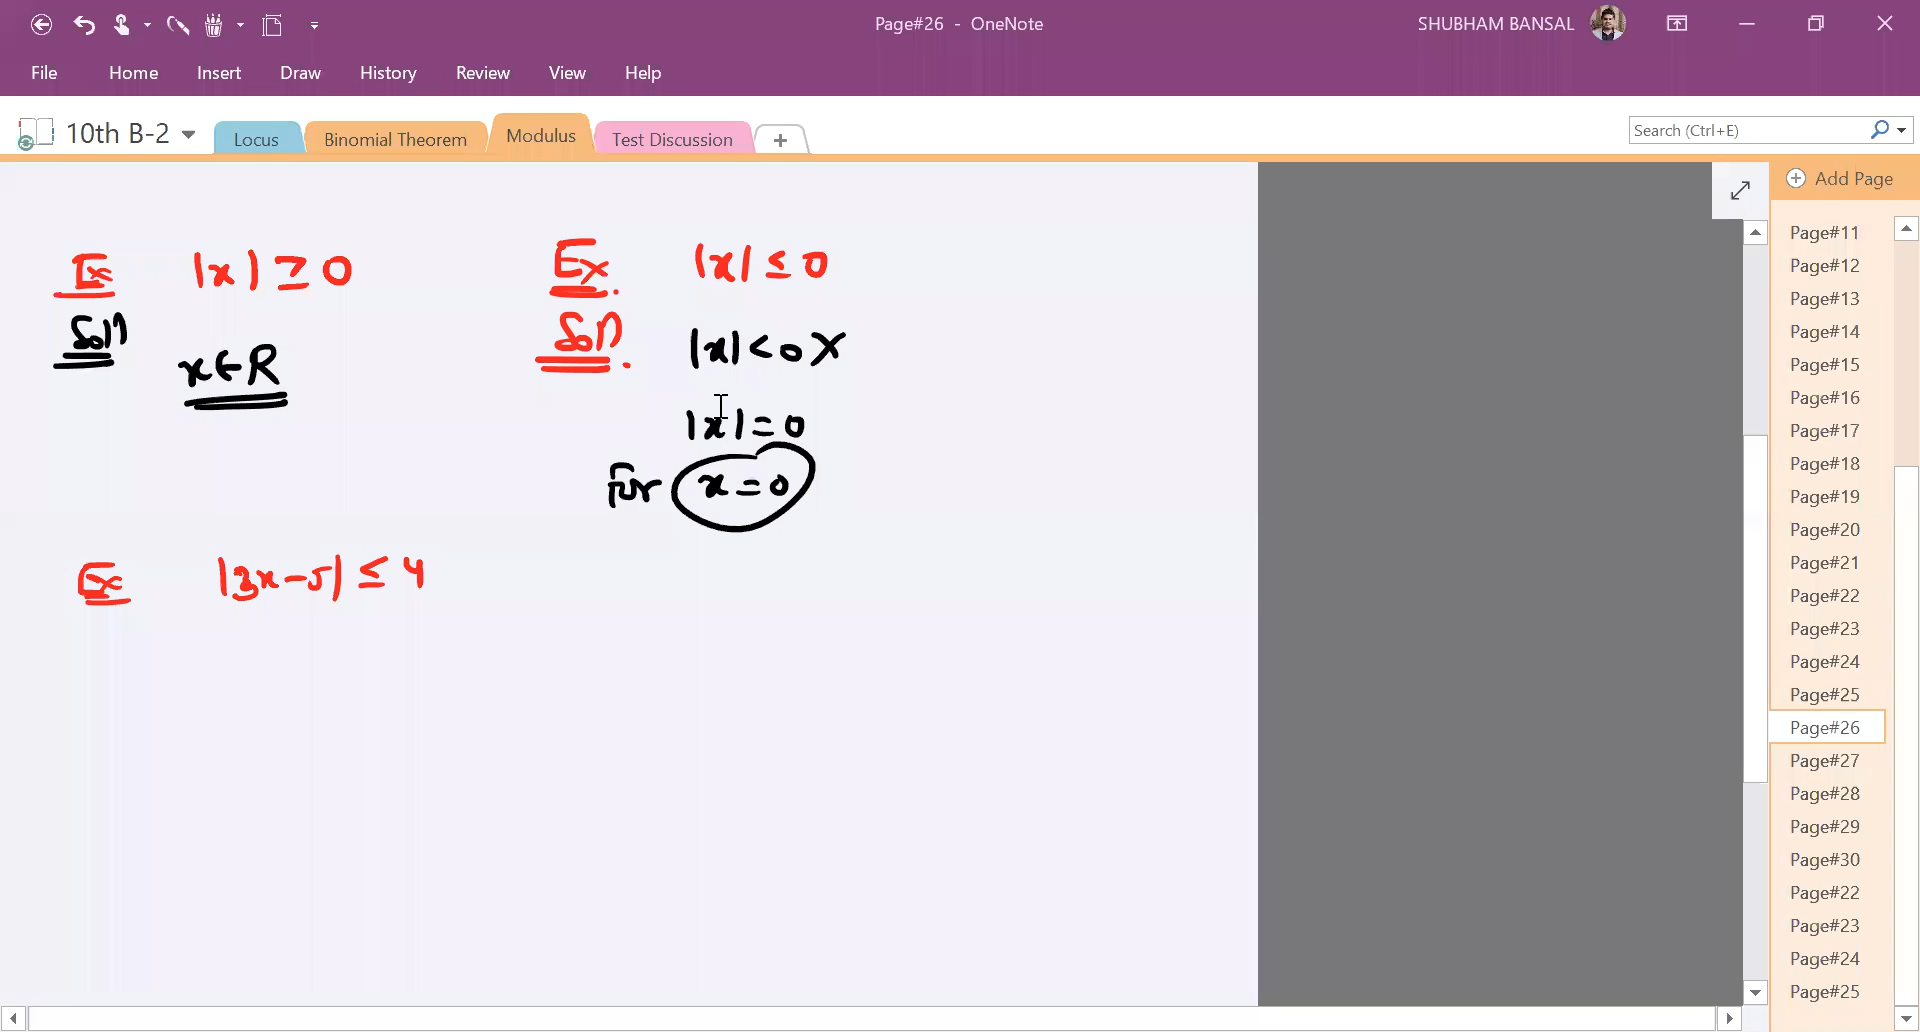 Page#26 - OneNote
SHUBHAM BANSAL
File Home Insert Draw History Review View Help
10th B-2
Locus
Binomial Theorem
Modulus
Test Discussion
Search (Ctrl+E)
Add Page
Ex |x| ≥ 0
Soln
x∈R
Ex. |x| ≤ 0
Soln.
|x| < 0 X
|x| = 0
For x = 0
Ex |3x-5| ≤ 4
Page#11
Page#12
Page#13
Page#14
Page#15
Page#16
Page#17
Page#18
Page#19
Page#20
Page#21
Page#22
Page#23
Page#24
Page#25
Page#26
Page#27
Page#28
Page#29
Page#30
Page#22
Page#23
Page#24
Page#25